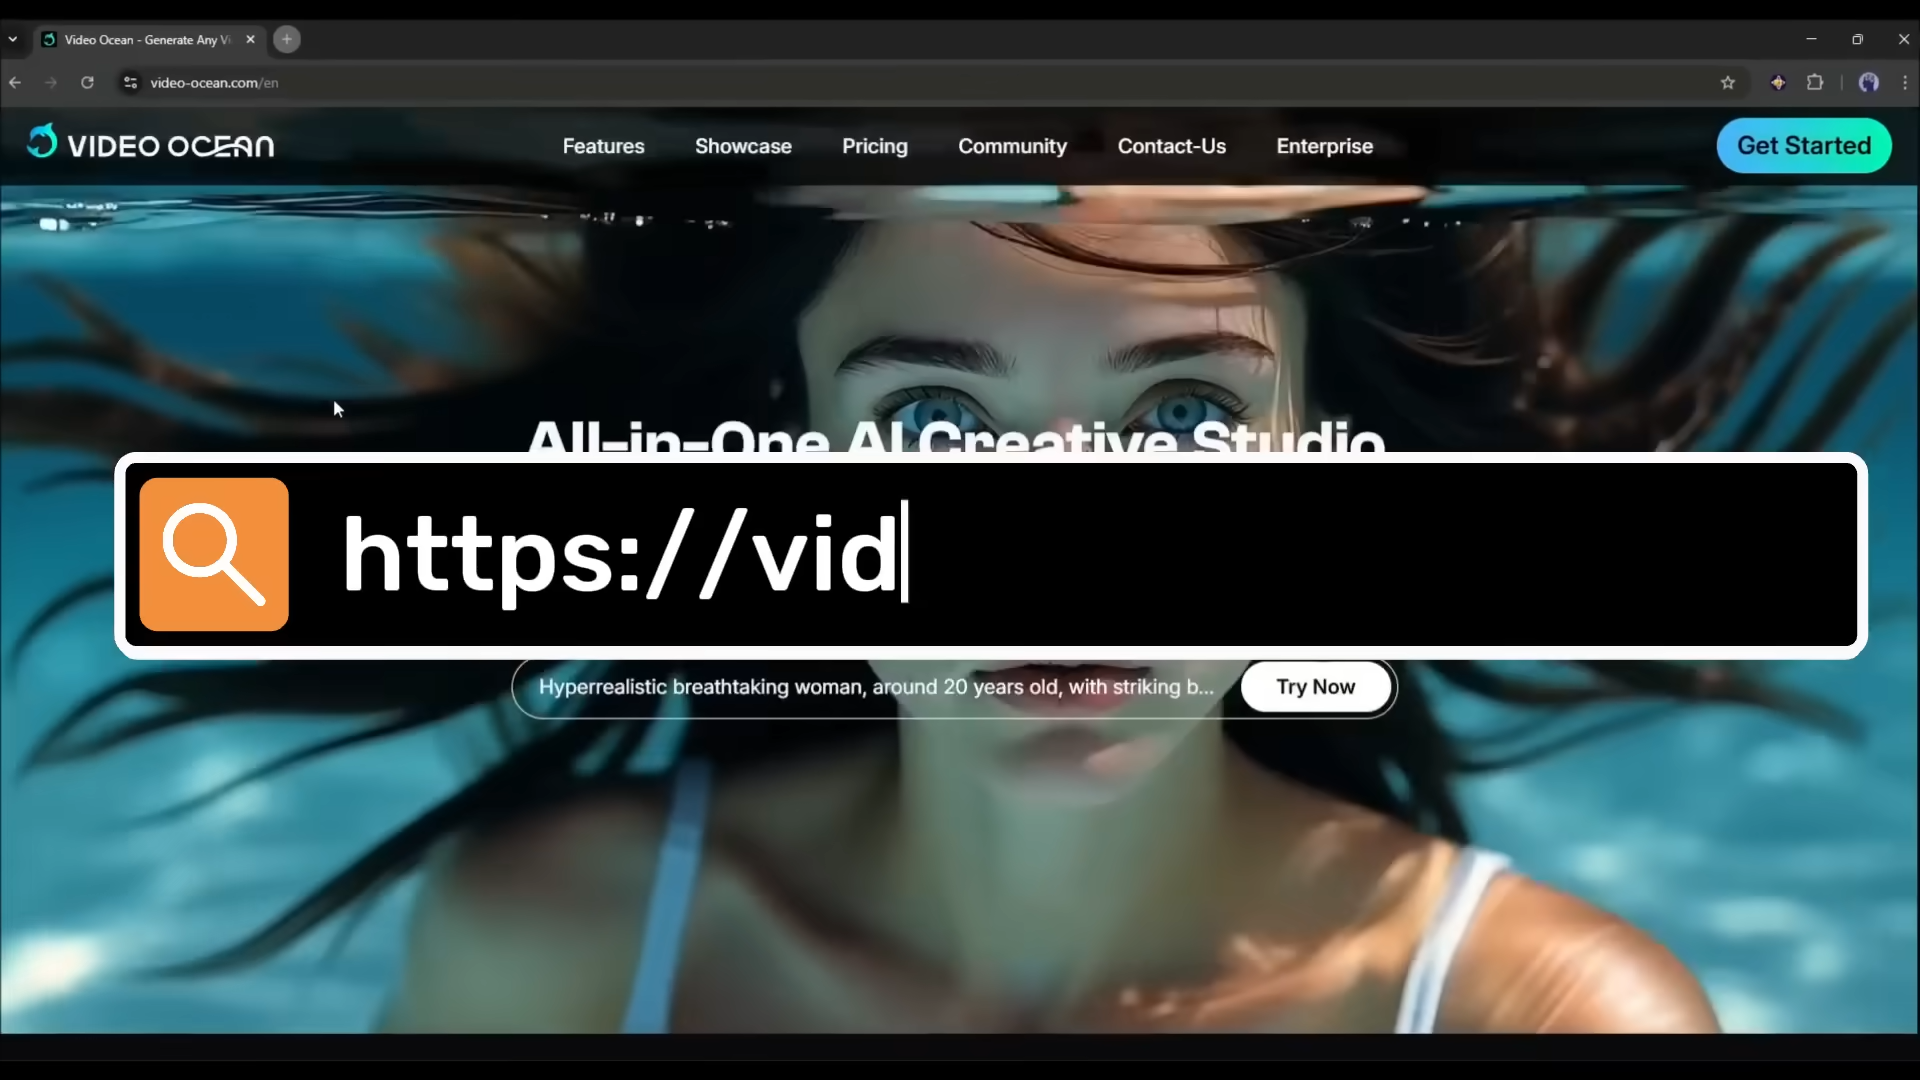 Video Ocean - Generate Any Vi
video-ocean.com/en
VIDEO OCEAN
Features
Showcase
Pricing
Community
Contact-Us
Enterprise
Get Started
All-in-One AI Creative Studio
https://vid
Hyperrealistic breathtaking woman, around 20 years old, with striking b...
Try Now